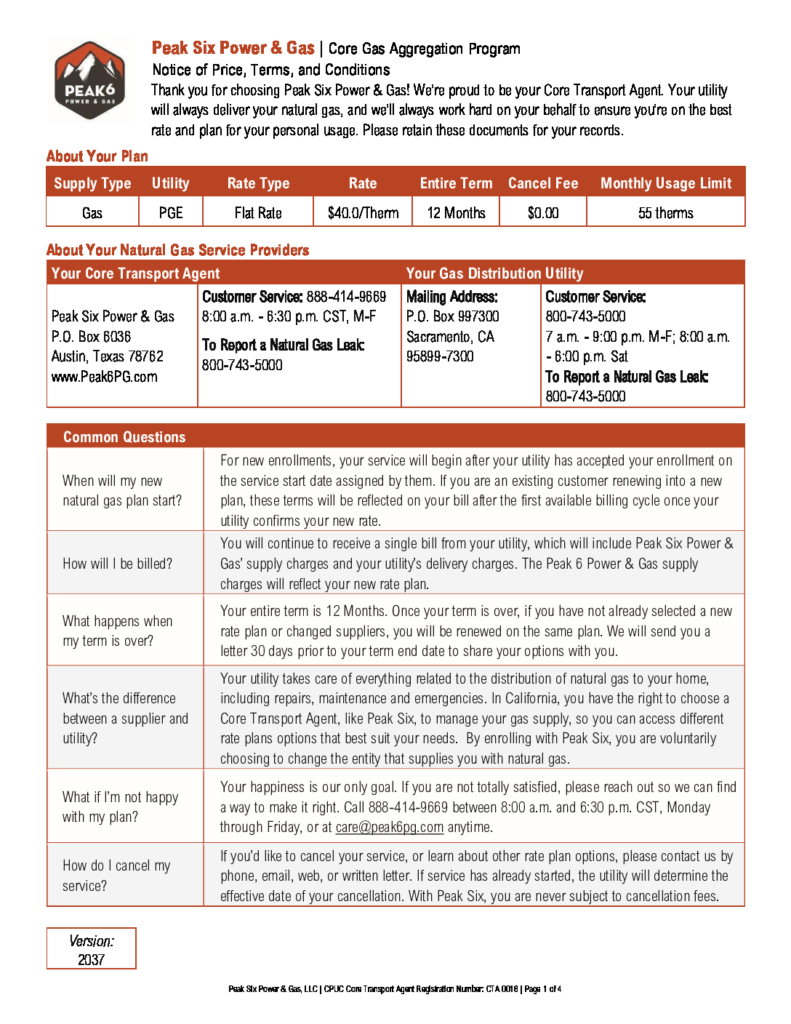 PEAK6
POWER & GAS
Peak Six Power & Gas | Core Gas Aggregation Program
Notice of Price, Terms, and Conditions
Thank you for choosing Peak Six Power & Gas! We're proud to be your Core Transport Agent. Your utility
will always deliver your natural gas, and we'll always work hard on your behalf to ensure you're on the best
rate and plan for your personal usage. Please retain these documents for your records.
About Your Plan
Supply Type Utility Rate Type Rate Entire Term Cancel Fee Monthly Usage Limit
Gas PGE Flat Rate $40.0/Therm 12 Months $0.00 55 therms
About Your Natural Gas Service Providers
Your Core Transport Agent Your Gas Distribution Utility
Peak Six Power & Gas
P.O. Box 6036
Austin, Texas 78762
www.Peak6PG.com
Customer Service: 888-414-9669
8:00 a.m. - 6:30 p.m. CST, M-F
To Report a Natural Gas Leak:
800-743-5000
Mailing Address:
P.O. Box 997300
Sacramento, CA
95899-7300
Customer Service:
800-743-5000
7 a.m. - 9:00 p.m. M-F; 8:00 a.m.
- 6:00 p.m. Sat
To Report a Natural Gas Leak:
800-743-5000
Common Questions
When will my new
natural gas plan start?
For new enrollments, your service will begin after your utility has accepted your enrollment on
the service start date assigned by them. If you are an existing customer renewing into a new
plan, these terms will be reflected on your bill after the first available billing cycle once your
utility confirms your new rate.
How will I be billed?
You will continue to receive a single bill from your utility, which will include Peak Six Power &
Gas' supply charges and your utility's delivery charges. The Peak 6 Power & Gas supply
charges will reflect your new rate plan.
What happens when
my term is over?
Your entire term is 12 Months. Once your term is over, if you have not already selected a new
rate plan or changed suppliers, you will be renewed on the same plan. We will send you a
letter 30 days prior to your term end date to share your options with you.
What's the difference
between a supplier and
utility?
Your utility takes care of everything related to the distribution of natural gas to your home,
including repairs, maintenance and emergencies. In California, you have the right to choose a
Core Transport Agent, like Peak Six, to manage your gas supply, so you can access different
rate plans options that best suit your needs. By enrolling with Peak Six, you are voluntarily
choosing to change the entity that supplies you with natural gas.
What if I'm not happy
with my plan?
Your happiness is our only goal. If you are not totally satisfied, please reach out so we can find
a way to make it right. Call 888-414-9669 between 8:00 a.m. and 6:30 p.m. CST, Monday
through Friday, or at care@peak6pg.com anytime.
How do I cancel my
service?
If you'd like to cancel your service, or learn about other rate plan options, please contact us by
phone, email, web, or written letter. If service has already started, the utility will determine the
effective date of your cancellation. With Peak Six, you are never subject to cancellation fees.
Version:
2037
Peak Six Power & Gas, LLC | CPUC Core Transport Agent Registration Number: CTA 0016 | Page 1 of 4